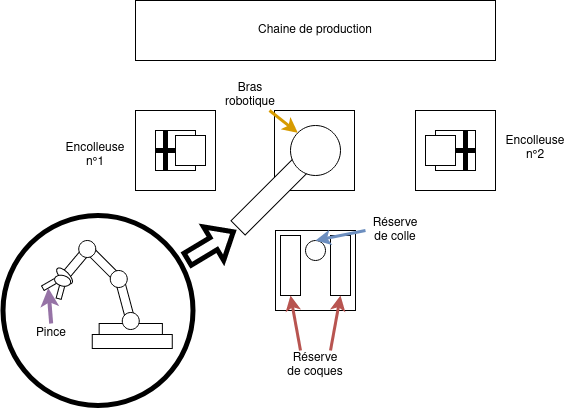 Chaine de production
Bras
robotique
Encolleuse
n°1
Encolleuse
n°2
Réserve
de colle
Pince
Réserve
de coques